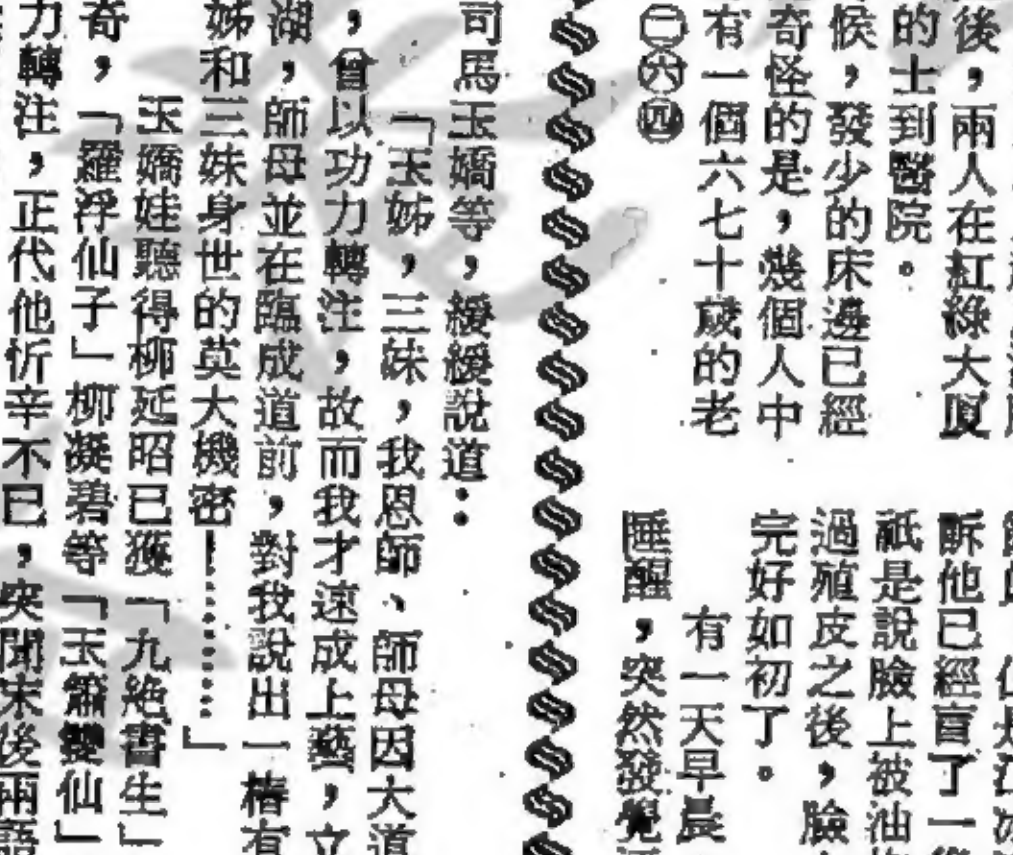 後，兩人在紅綠大厦
的士到醫院。
候，發少的床邊已經
奇怪的是，幾個人中
有一個六七十歲的老
㊁㊅㊃
訴他已經盲了一
祇是說臉上被油
過殖皮之後，臉
完好如初了。
有一天早晨
睡醒，突然發覺
司馬玉嬌等，緩緩說道：
「玉姊，三妹，我恩師、師母因大道
，曾以功力轉注，故而我才速成上藝，立
湖，師母並在臨成道前，對我說出一樁有
姊和三妹身世的莫大機密—…………」
玉嬌娃聽得柳延昭已獲「九絕書生」
奇，「羅浮仙子」柳凝碧等「玉簫雙仙」
力轉注，正代他忻辛不已，突聞末後兩語